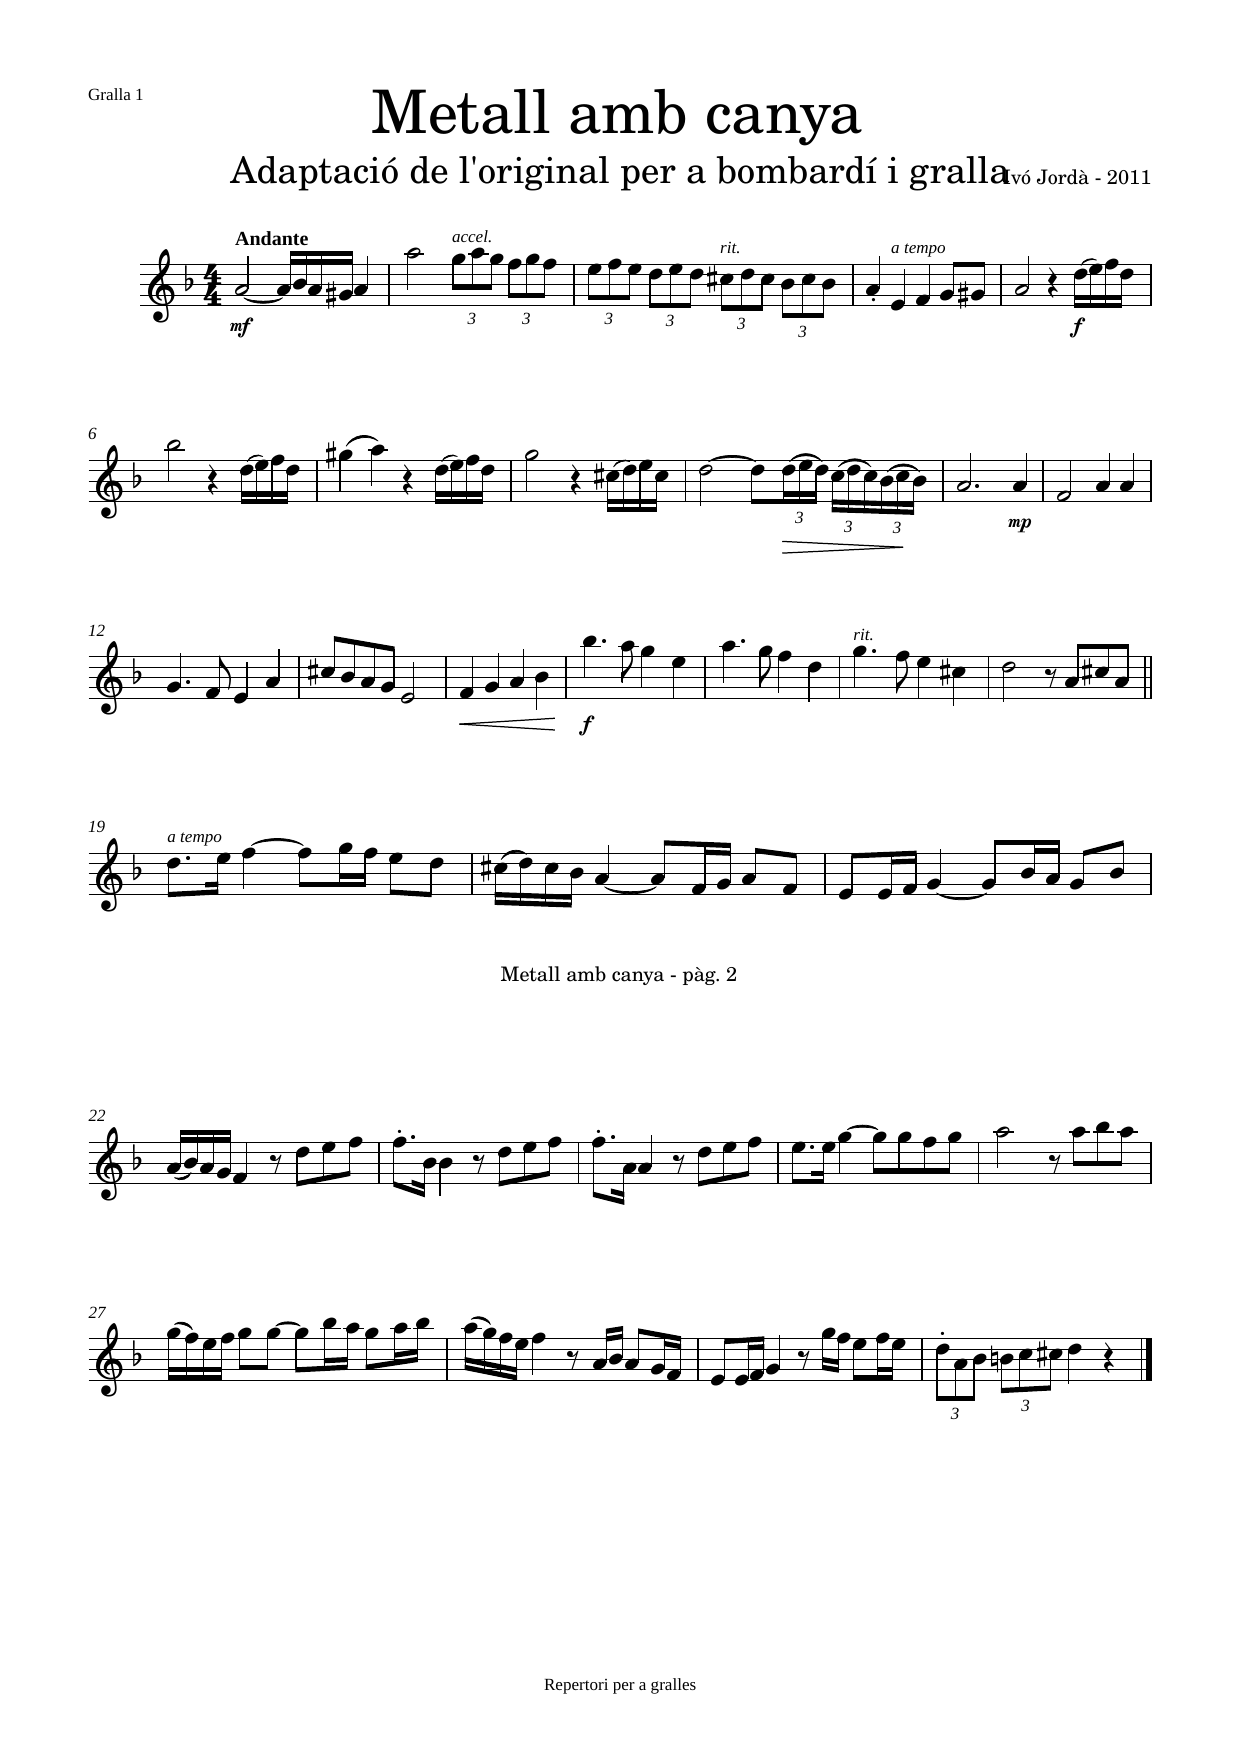 Gralla 1
Metall amb canya
Adaptació de l'original per a bombardí i gralla
Ivó Jordà - 2011
Andante
accel.
rit.
a tempo
mf
3 3 3 3 3 3
f
6
3 3 3
mp
12
rit.
f
19
a tempo
Metall amb canya - pàg. 2
22
27
3 3
Repertori per a gralles